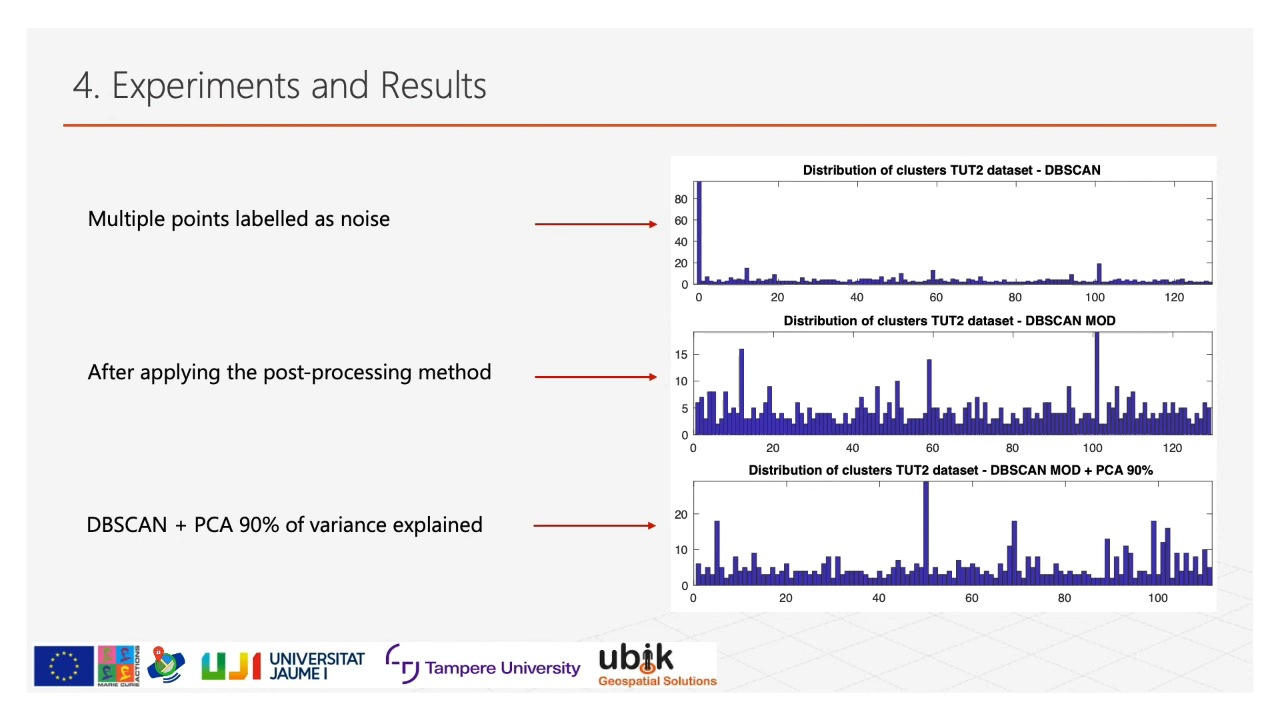 4. Experiments and Results
Multiple points labelled as noise
After applying the post-processing method
DBSCAN + PCA 90% of variance explained
Distribution of clusters TUT2 dataset - DBSCAN
80
60
40
20
0
0 20 40 60 80 100 120
Distribution of clusters TUT2 dataset - DBSCAN MOD
15
10
5
0
0 20 40 60 80 100 120
Distribution of clusters TUT2 dataset - DBSCAN MOD + PCA 90%
20
10
0
0 20 40 60 80 100
MARIE CURIE
ACTIONS
UJI
UNIVERSITAT
JAUME I
Tampere University
ubik
Geospatial Solutions